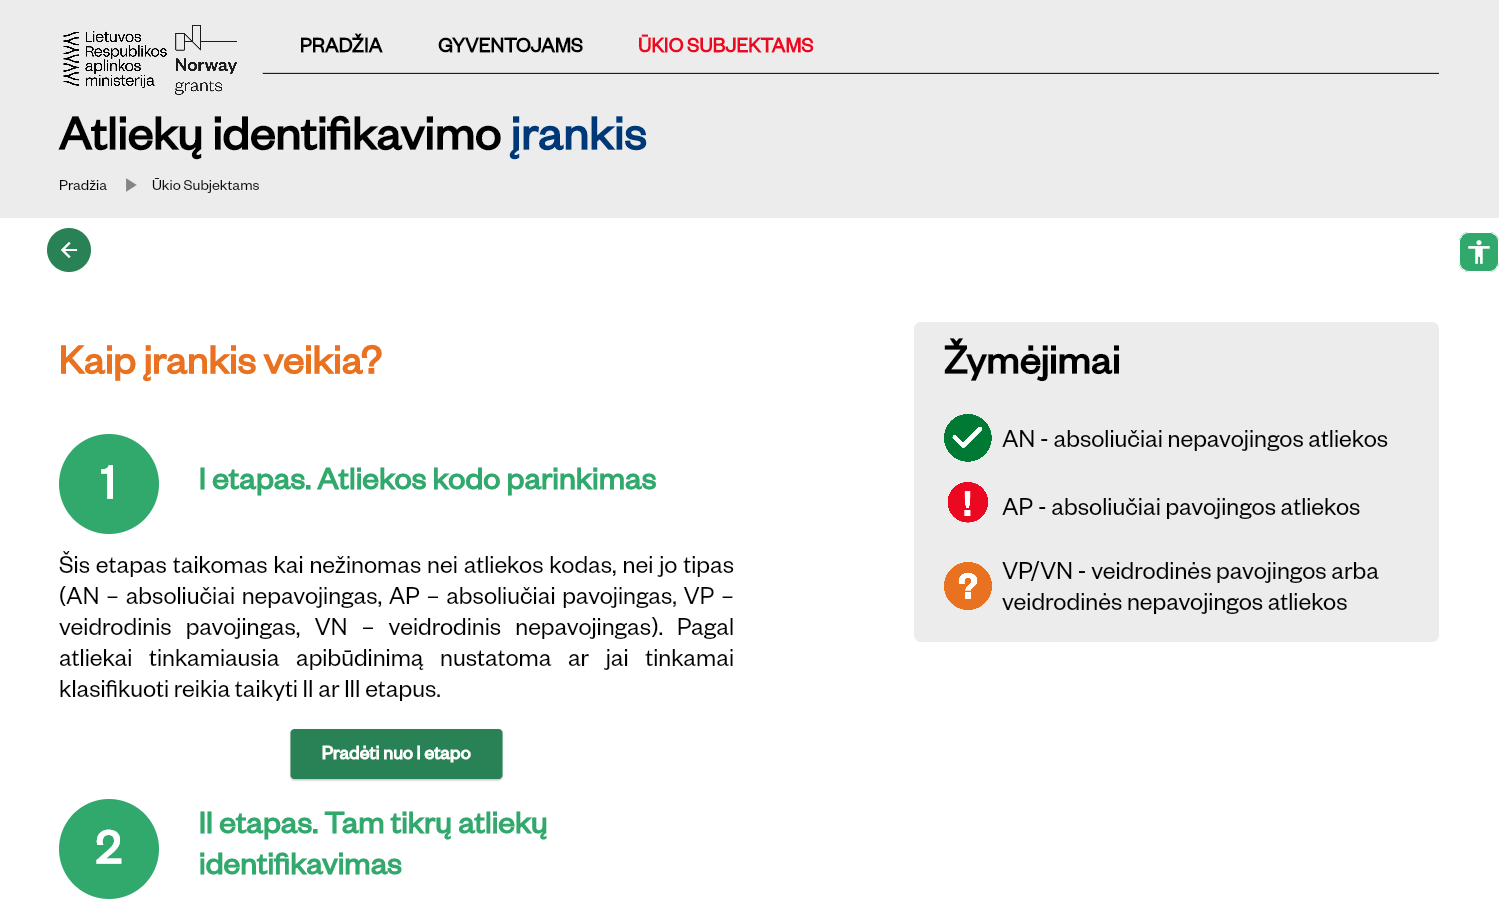 Lietuvos
Respublikos
aplinkos
ministerija
Norway
grants
PRADŽIA
GYVENTOJAMS
ŪKIO SUBJEKTAMS
Atliekų identifikavimo įrankis
Pradžia
Ūkio Subjektams
Kaip įrankis veikia?
1
I etapas. Atliekos kodo parinkimas
Šis etapas taikomas kai nežinomas nei atliekos kodas, nei jo tipas
(AN – absoliučiai nepavojingas, AP – absoliučiai pavojingas, VP –
veidrodinis pavojingas, VN – veidrodinis nepavojingas). Pagal
atliekai tinkamiausia apibūdinimą nustatoma ar jai tinkamai
klasifikuoti reikia taikyti II ar III etapus.
Pradėti nuo I etapo
2
II etapas. Tam tikrų atliekų
identifikavimas
Žymėjimai
AN - absoliučiai nepavojingos atliekos
! AP - absoliučiai pavojingos atliekos
? VP/VN - veidrodinės pavojingos arba
veidrodinės nepavojingos atliekos